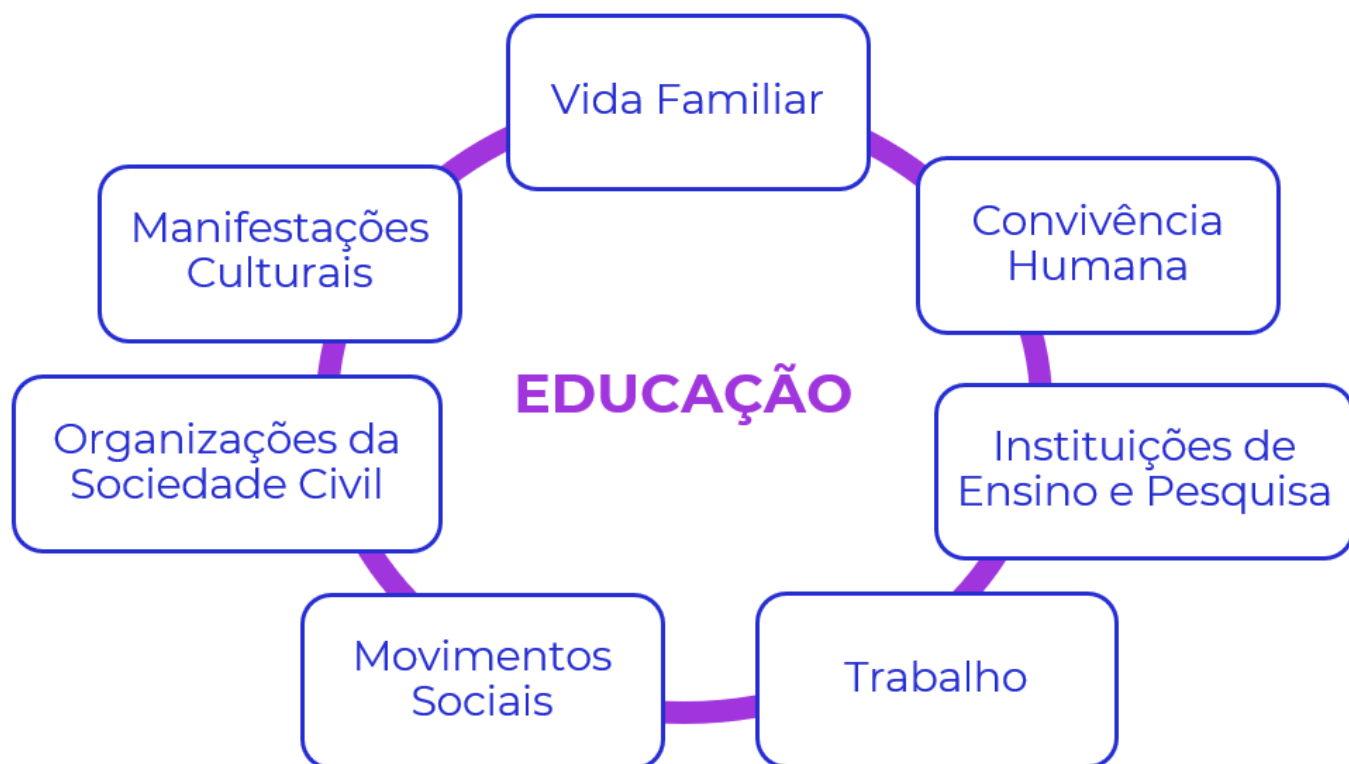 Vida Familiar
Convivência
Humana
Instituições de
Ensino e Pesquisa
Trabalho
Movimentos
Sociais
Organizações da
Sociedade Civil
Manifestações
Culturais
EDUCAÇÃO